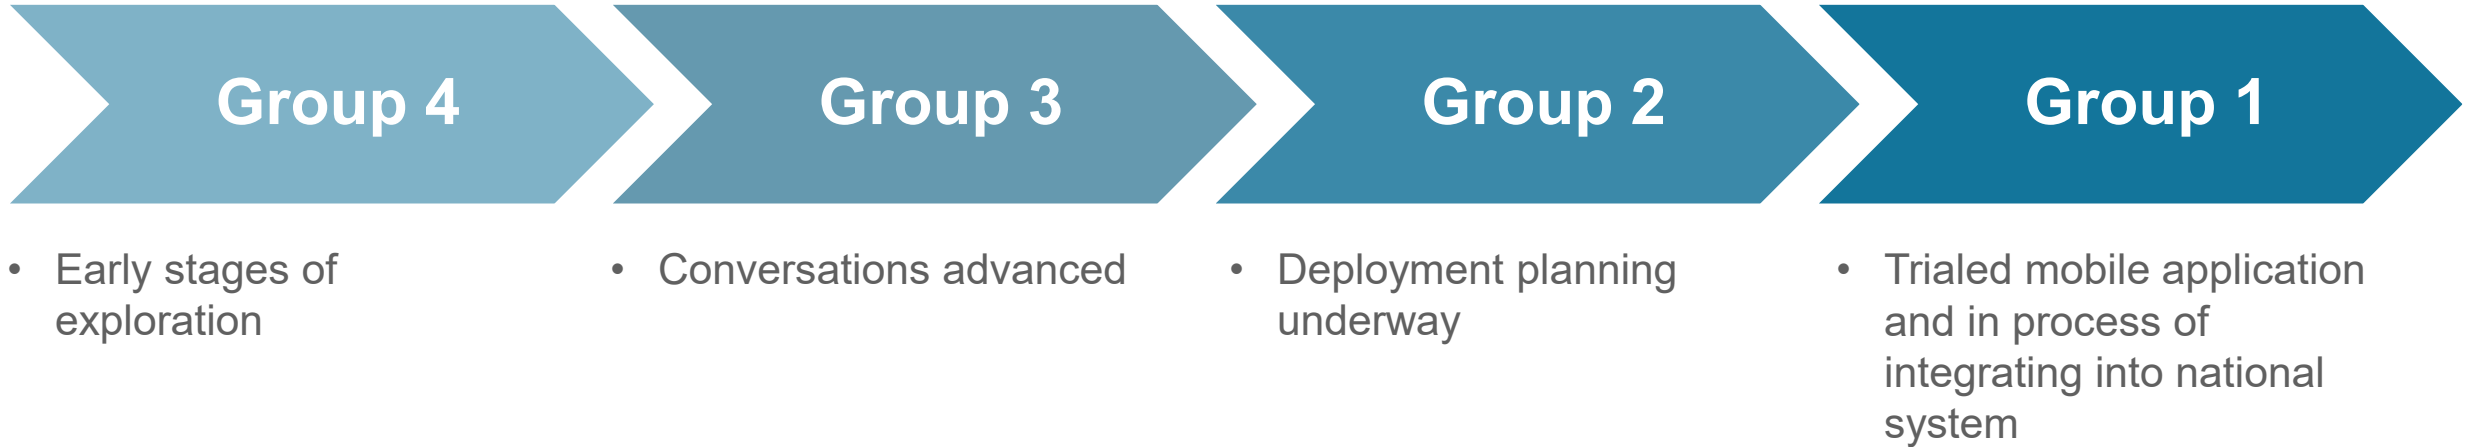 Group 4
Group 3
Group 2
Group 1
• Early stages of
exploration
• Conversations advanced
• Deployment planning
underway
• Trialed mobile application
and in process of
integrating into national
system